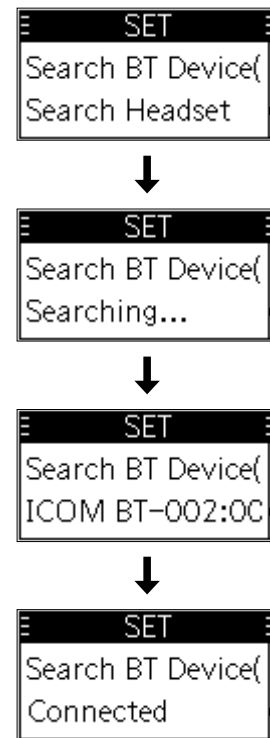 SET
Search BT Device(
Search Headset
SET
Search BT Device(
Searching...
SET
Search BT Device(
ICOM BT-002:0C
SET
Search BT Device(
Connected